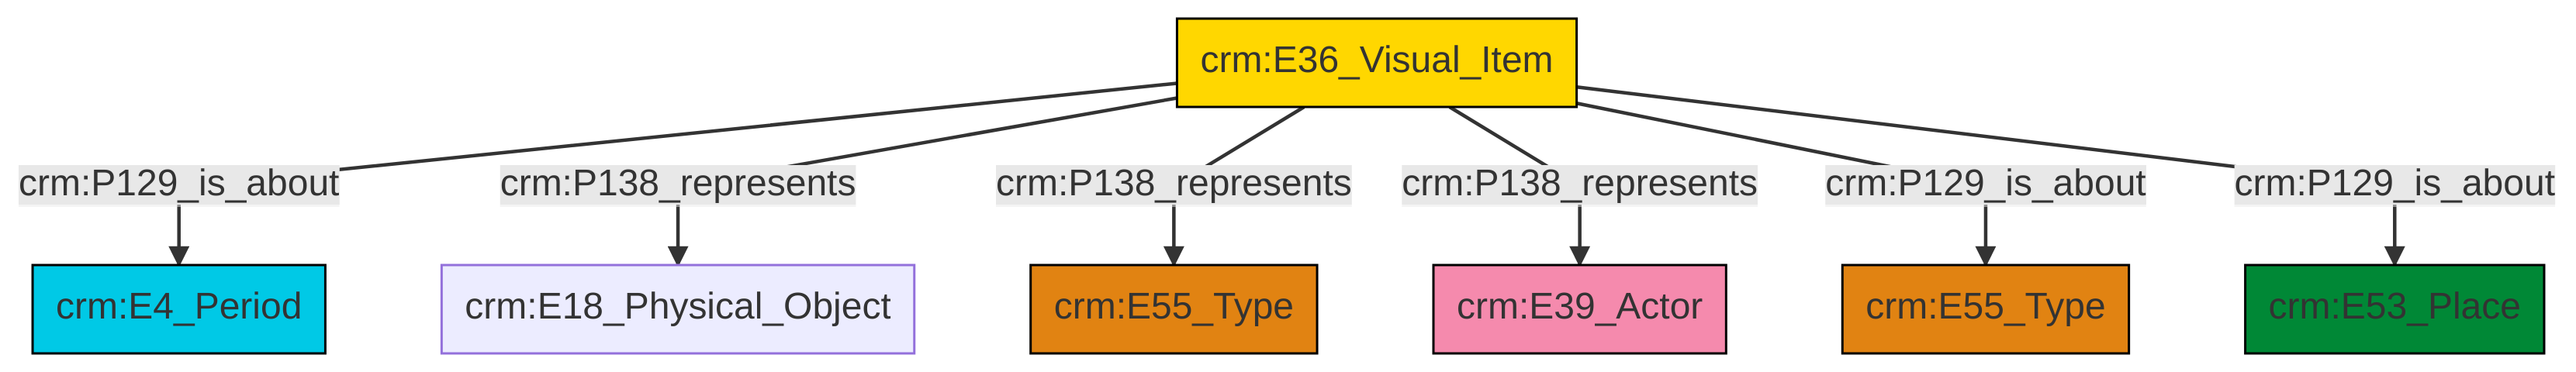 crm:E36_Visual_Item
crm:P129_is_about
crm:P138_represents
crm:P138_represents
crm:P138_represents
crm:P129_is_about
crm:P129_is_about
crm:E4_Period
crm:E18_Physical_Object
crm:E55_Type
crm:E39_Actor
crm:E55_Type
crm:E53_Place